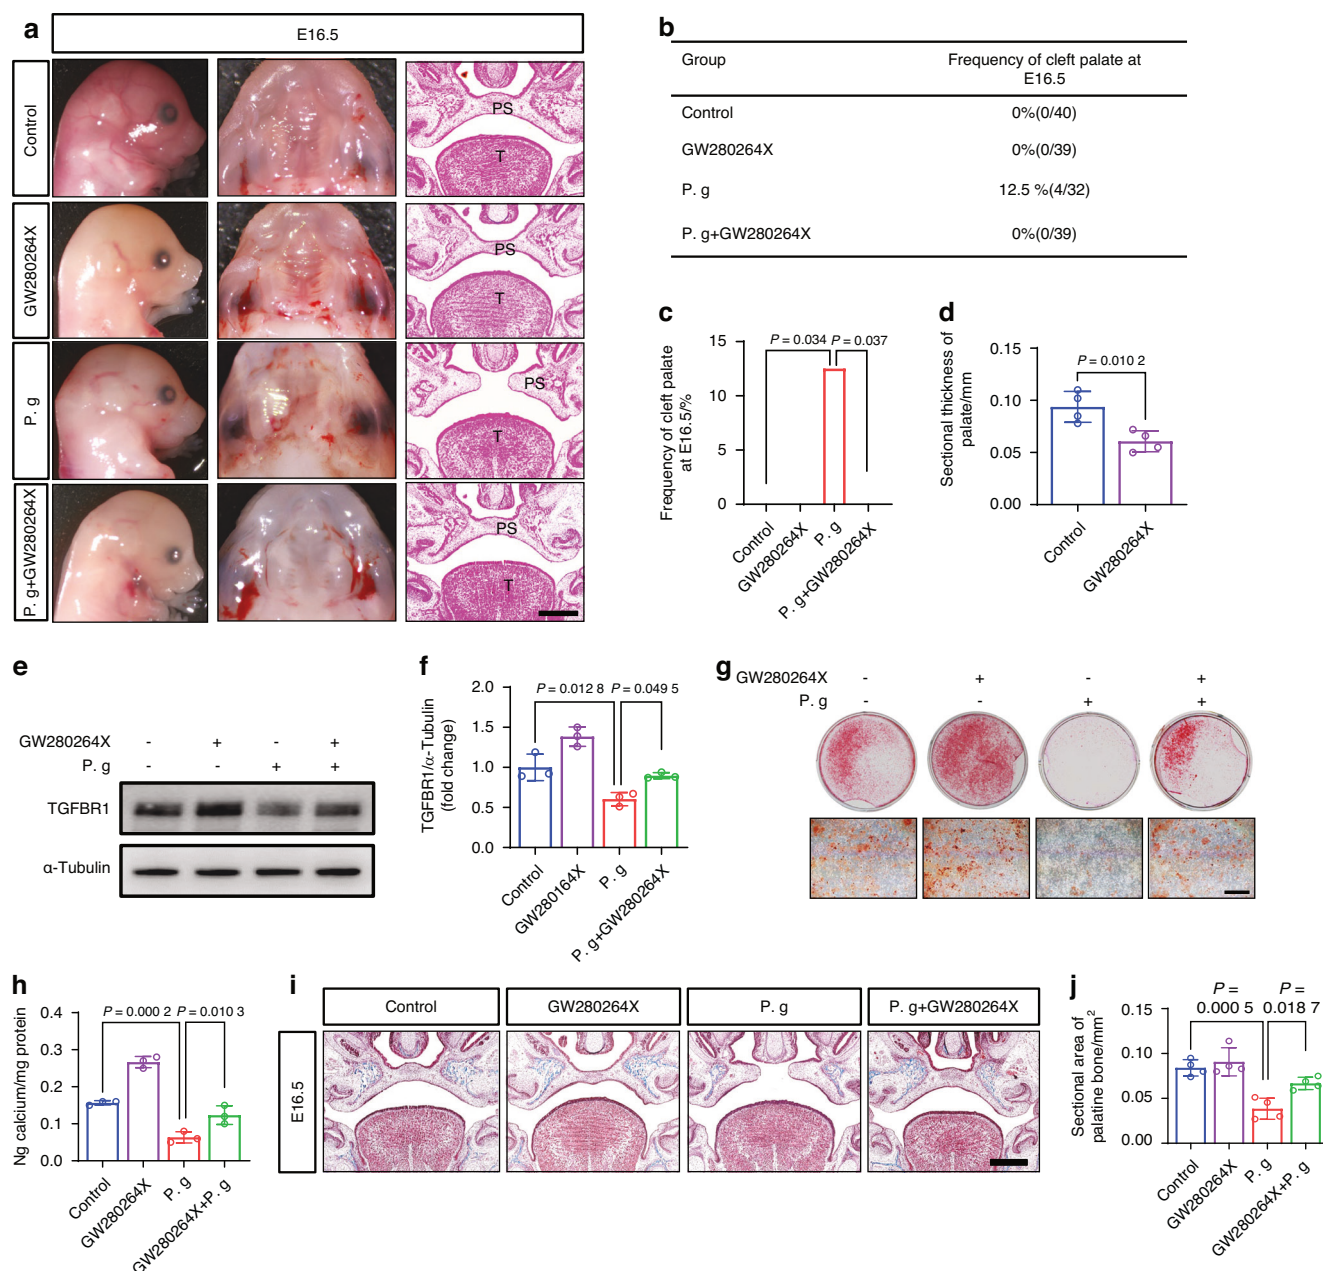 a
E16.5
Control
GW280264X
P. g
P. g+GW280264X
PS
T
PS
T
PS
T
PS
T
b
Group Frequency of cleft palate at
E16.5
Control 0%(0/40)
GW280264X 0%(0/39)
P. g 12.5 %(4/32)
P. g+GW280264X 0%(0/39)
c
Frequency of cleft palate
at E16.5/%
15
10
5
0
P = 0.034 P = 0.037
Control
GW280264X
P. g
P. g+GW280264X
d
Sectional thickness of
palate/mm
0.15
0.10
0.05
0.00
P = 0.010 2
Control
GW280264X
e
GW280264X - + - +
P. g - - + +
TGFBR1
α-Tubulin
f
TGFBR1/α-Tubulin
(fold change)
2.0
1.5
1.0
0.5
0.0
P = 0.012 8 P = 0.049 5
Control
GW280164X
P. g
P. g+GW280264X
g
GW280264X - + - +
P. g - - + +
h
Ng calcium/mg protein
0.4
0.3
0.2
0.1
0.0
P = 0.000 2 P = 0.010 3
Control
GW280264X
P. g
GW280264X+P. g
i
Control GW280264X P. g P. g+GW280264X
E16.5
j
Sectional area of
palatine bone/mm2
0.15
0.10
0.05
0.00
P = P =
0.000 5 0.018 7
Control
GW280264X
P. g
GW280264X+P. g